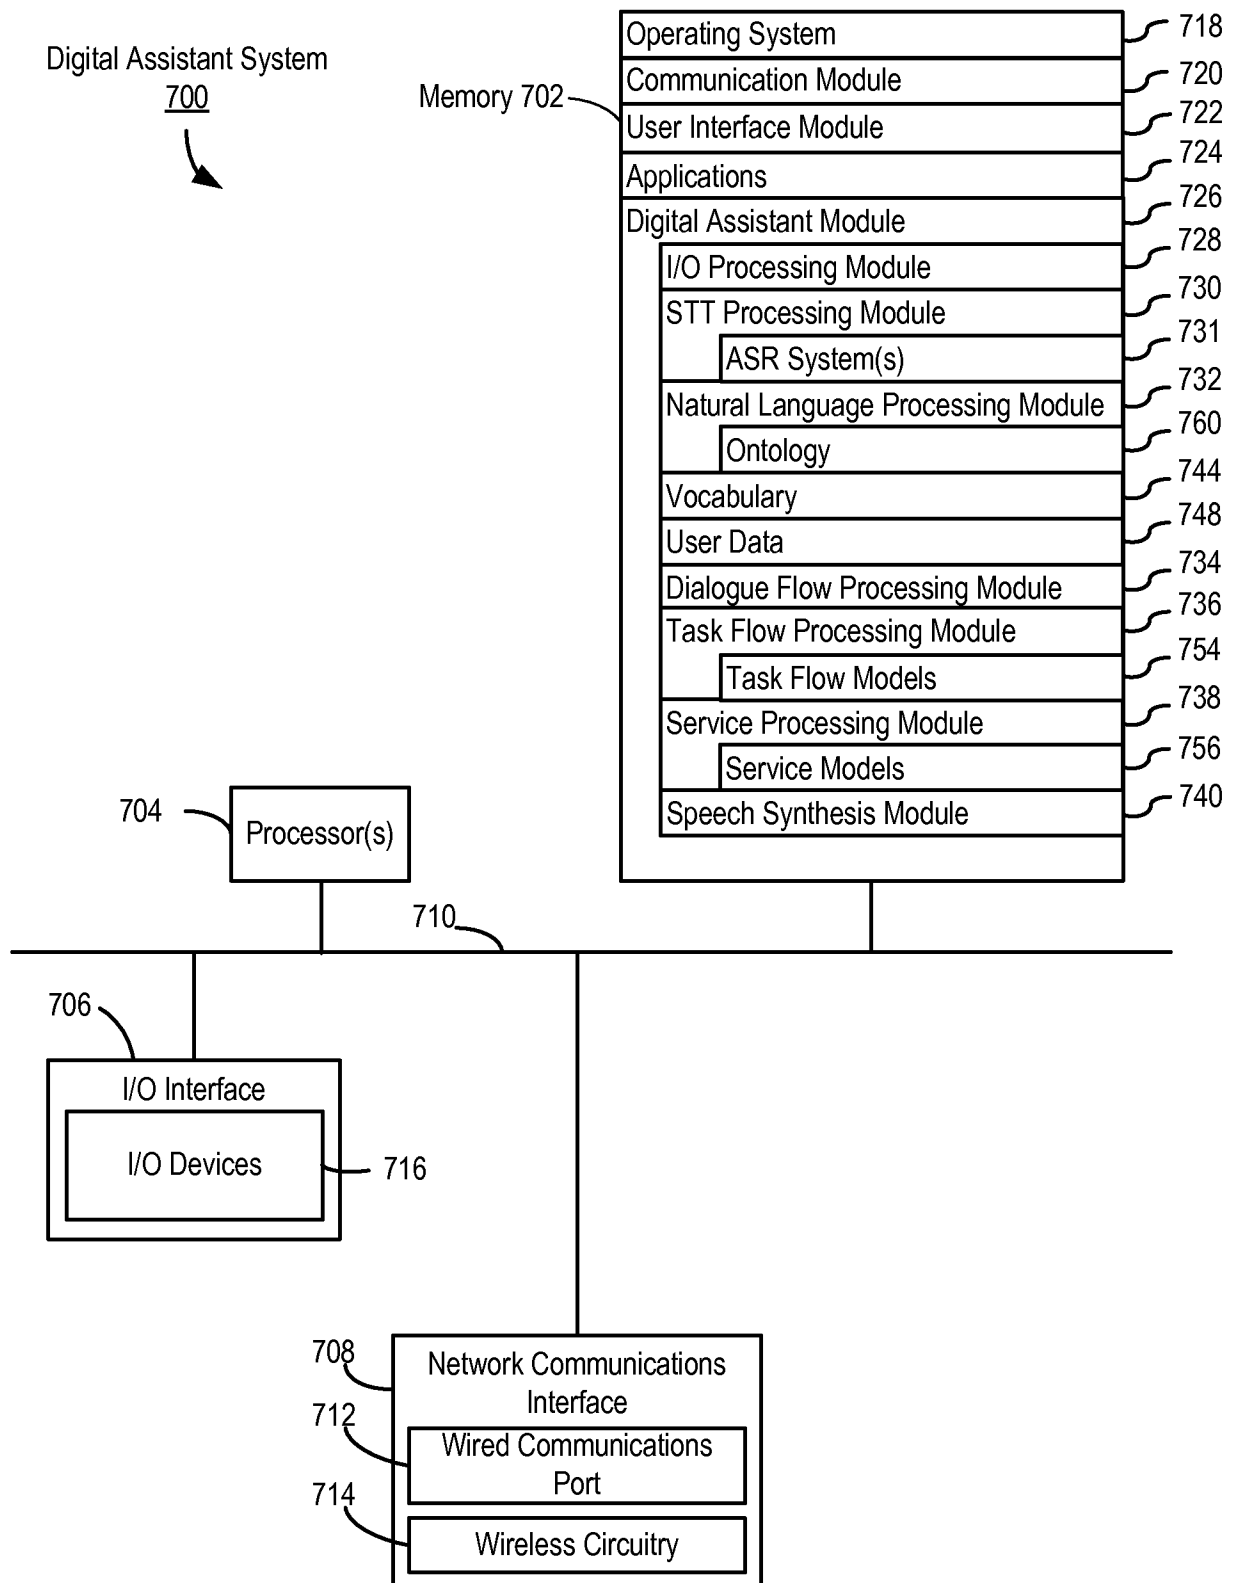 Digital Assistant System
700
Memory 702
Operating System
718
Communication Module
720
User Interface Module
722
Applications
724
Digital Assistant Module
726
I/O Processing Module
728
STT Processing Module
730
ASR System(s)
731
Natural Language Processing Module
732
Ontology
760
Vocabulary
744
User Data
748
Dialogue Flow Processing Module
734
Task Flow Processing Module
736
Task Flow Models
754
Service Processing Module
738
Service Models
756
Speech Synthesis Module
740
704
Processor(s)
710
706
I/O Interface
I/O Devices
716
708
Network Communications
Interface
712
Wired Communications
Port
714
Wireless Circuitry